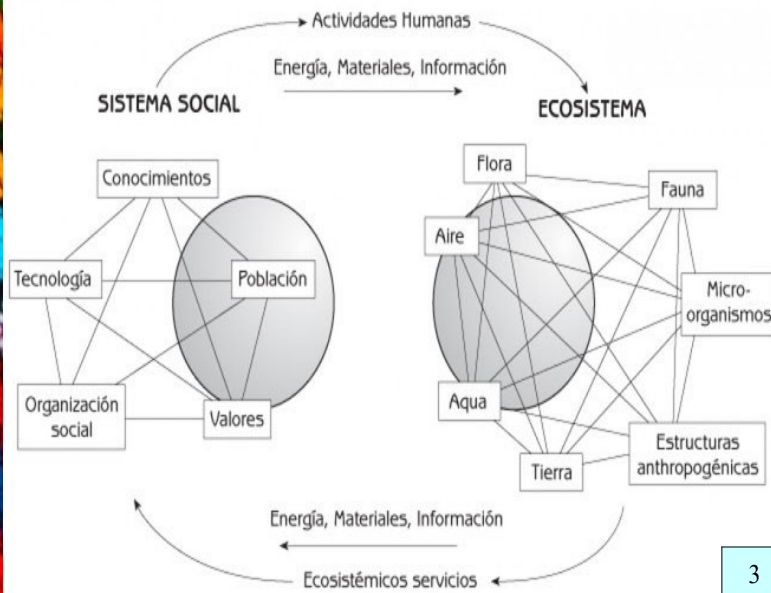 Actividades Humanas
Energía, Materiales, Información
SISTEMA SOCIAL
ECOSISTEMA
Conocimientos
Tecnología
Población
Organización
social
Valores
Flora
Fauna
Aire
Micro-
organismos
Aqua
Tierra
Estructuras
anthropogénicas
Energía, Materiales, Información
Ecosistémicos servicios
3